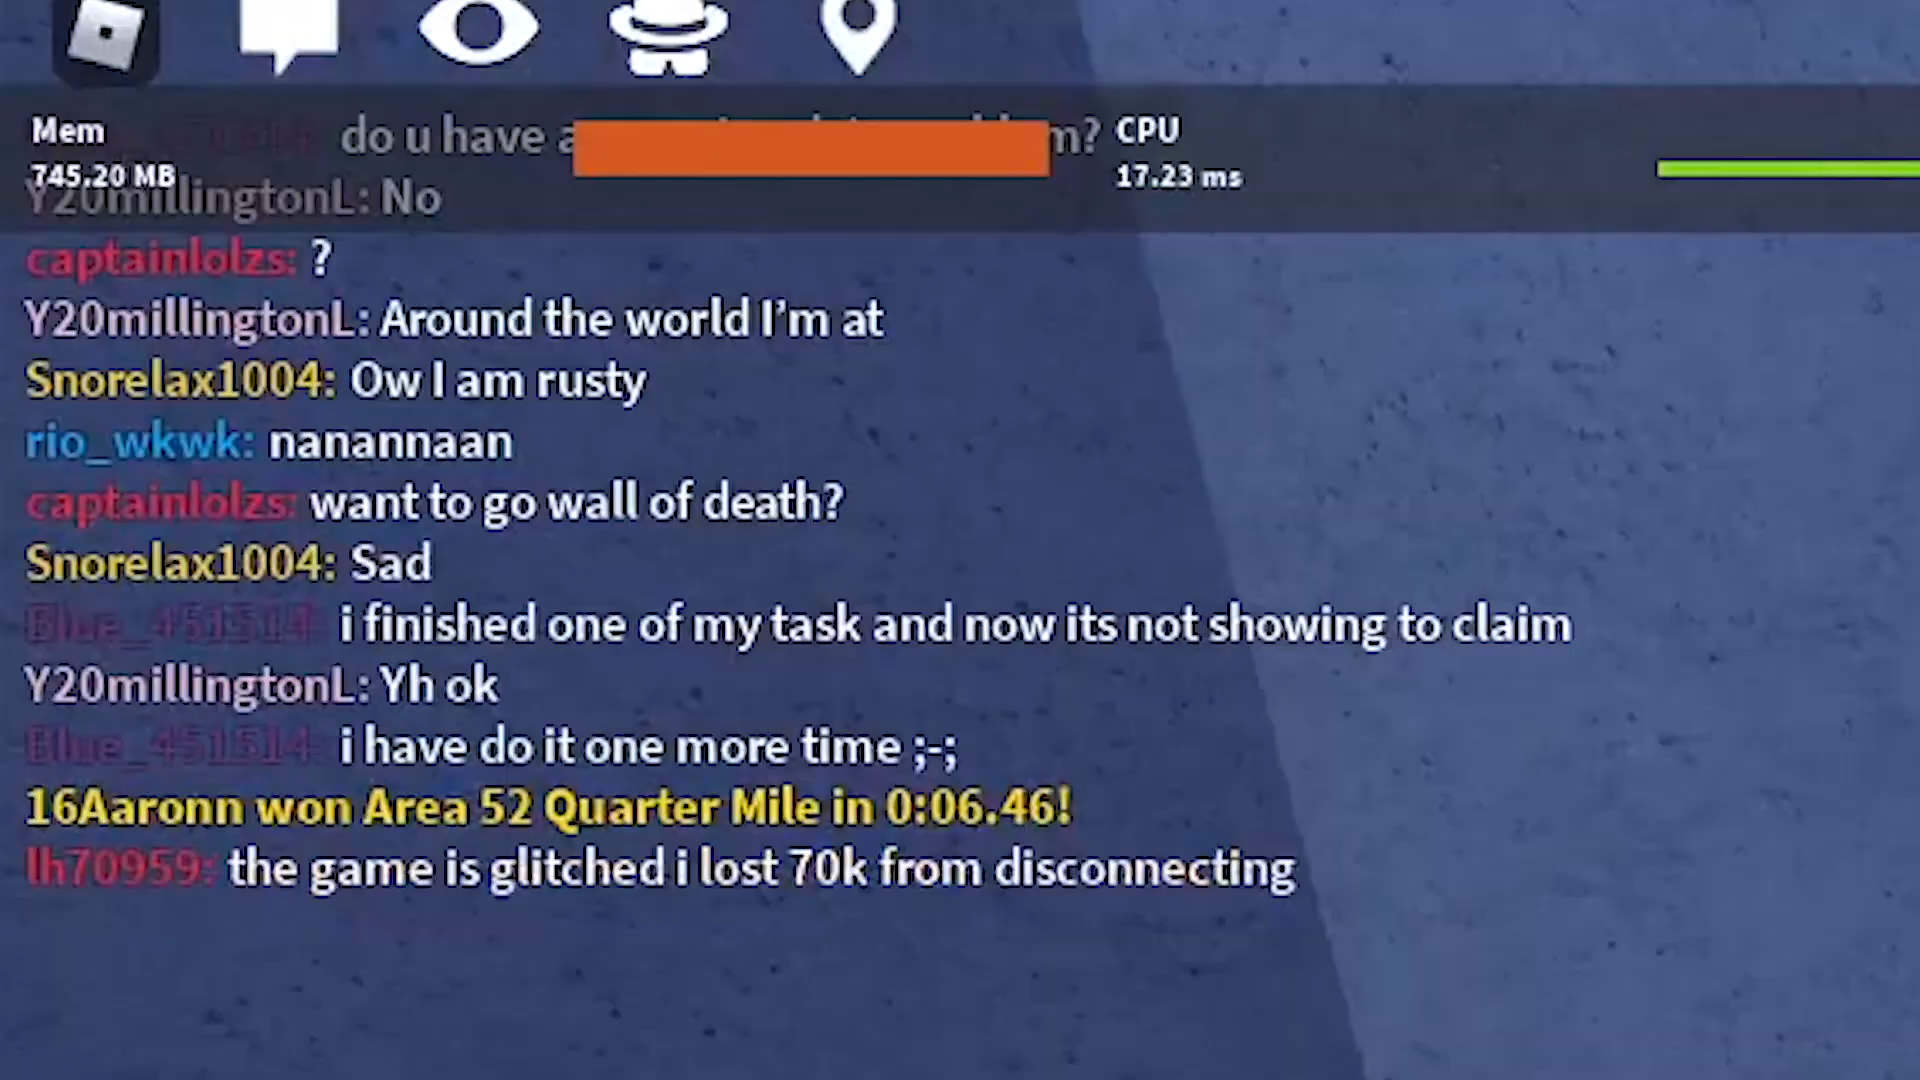 Mem
do u have a m?
CPU
745.20 MB
17.23 ms
Y20millingtonL: No
captainlolzs: ?
Y20millingtonL: Around the world I'm at
Snorelax1004: Ow I am rusty
rio_wkwk: nanannaan
captainlolzs: want to go wall of death?
Snorelax1004: Sad
Blue_451514: i finished one of my task and now its not showing to claim
Y20millingtonL: Yh ok
Blue_451514: i have do it one more time ;-;
16Aaronn won Area 52 Quarter Mile in 0:06.46!
lh70959: the game is glitched i lost 70k from disconnecting